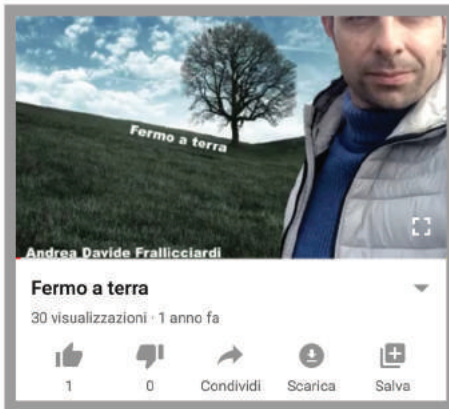 Fermo a terra
Andrea Davide Frallicciardi
Fermo a terra
30 visualizzazioni · 1 anno fa
1 0 Condividi Scarica Salva